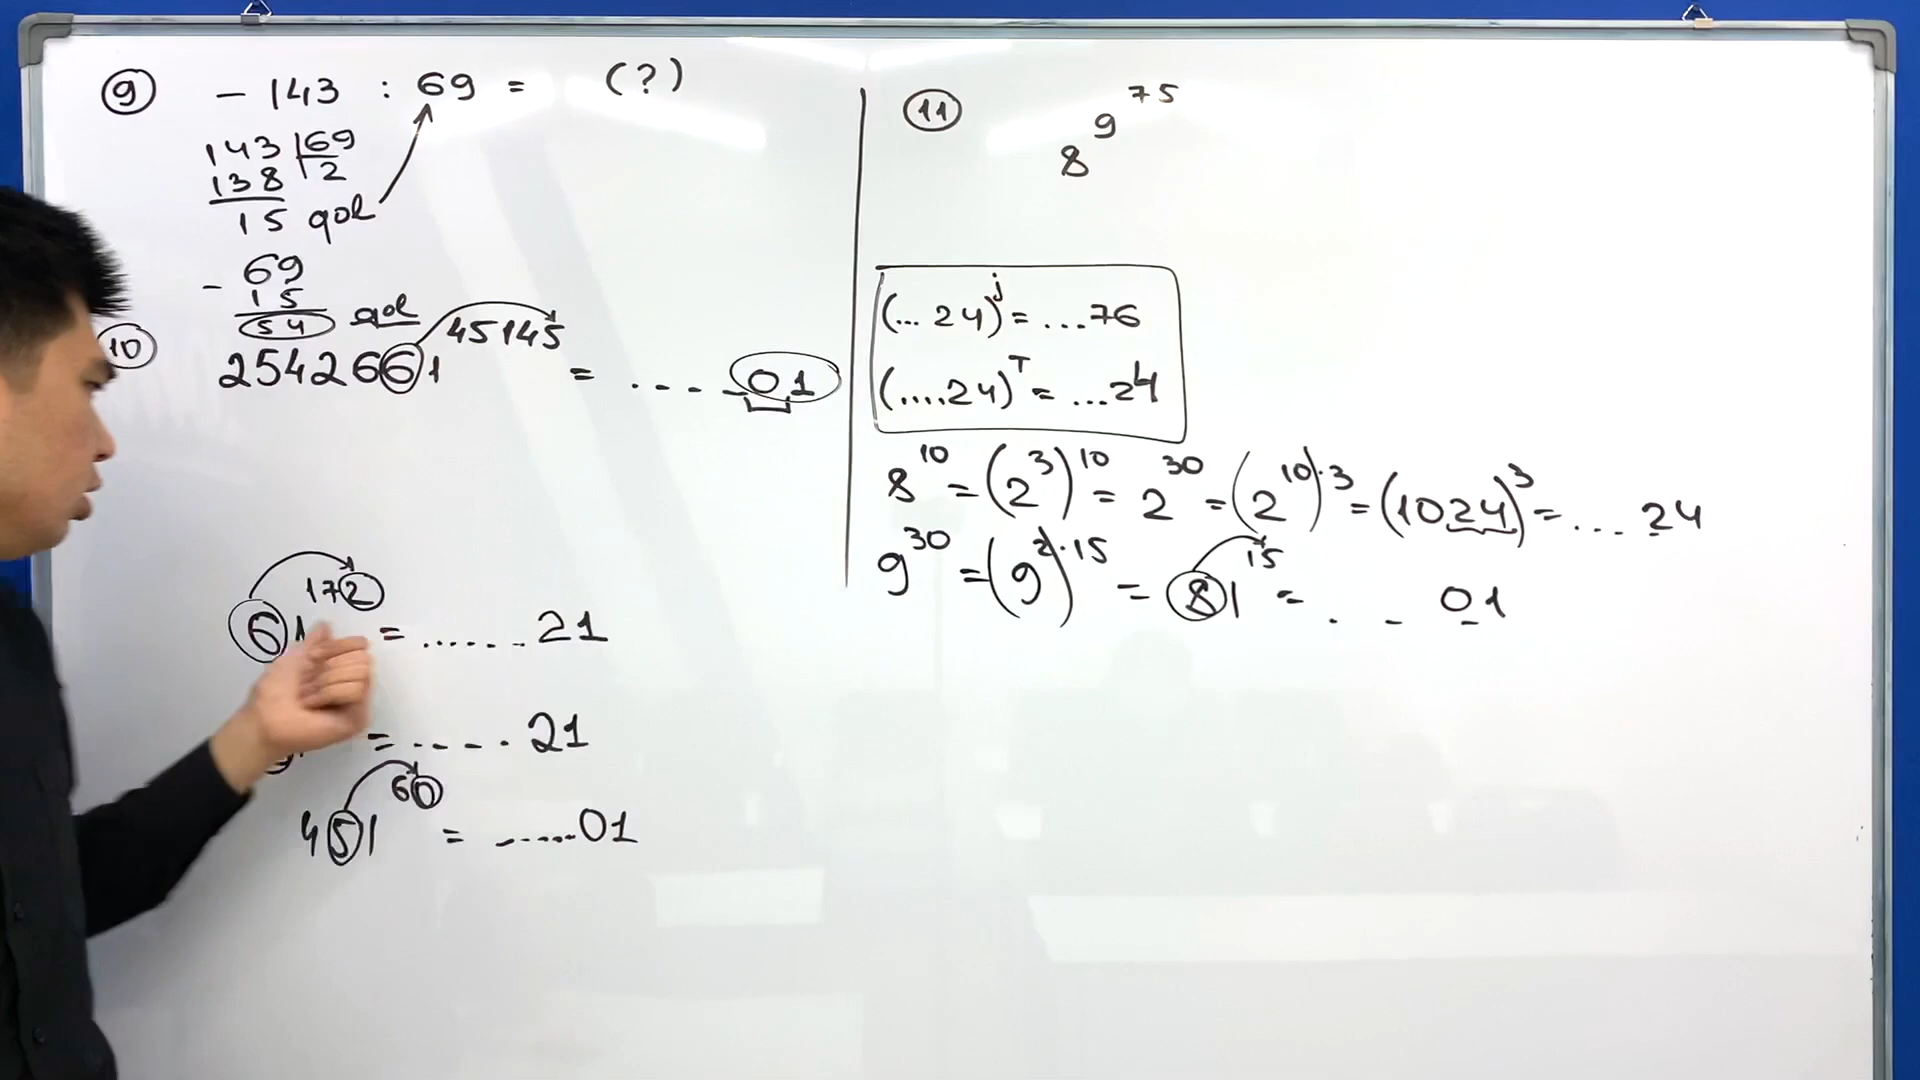 9 - 143 : 69 = (?)
143 | 69
138 2
15 qol
- 69
15
54 qol
10 2542661^45145 = .... 01
61^172 = ...... 21
= ..... 21
451^60 = ...... 01
11 8^9^75
(...24)^j = ...76
(....24)^T = ...24
8^10 = (2^3)^10 = 2^30 = (2^10)^·3 = (1024)^3 = ... 24
9^30 = (9^2)^·15 = 81^15 = . . 01